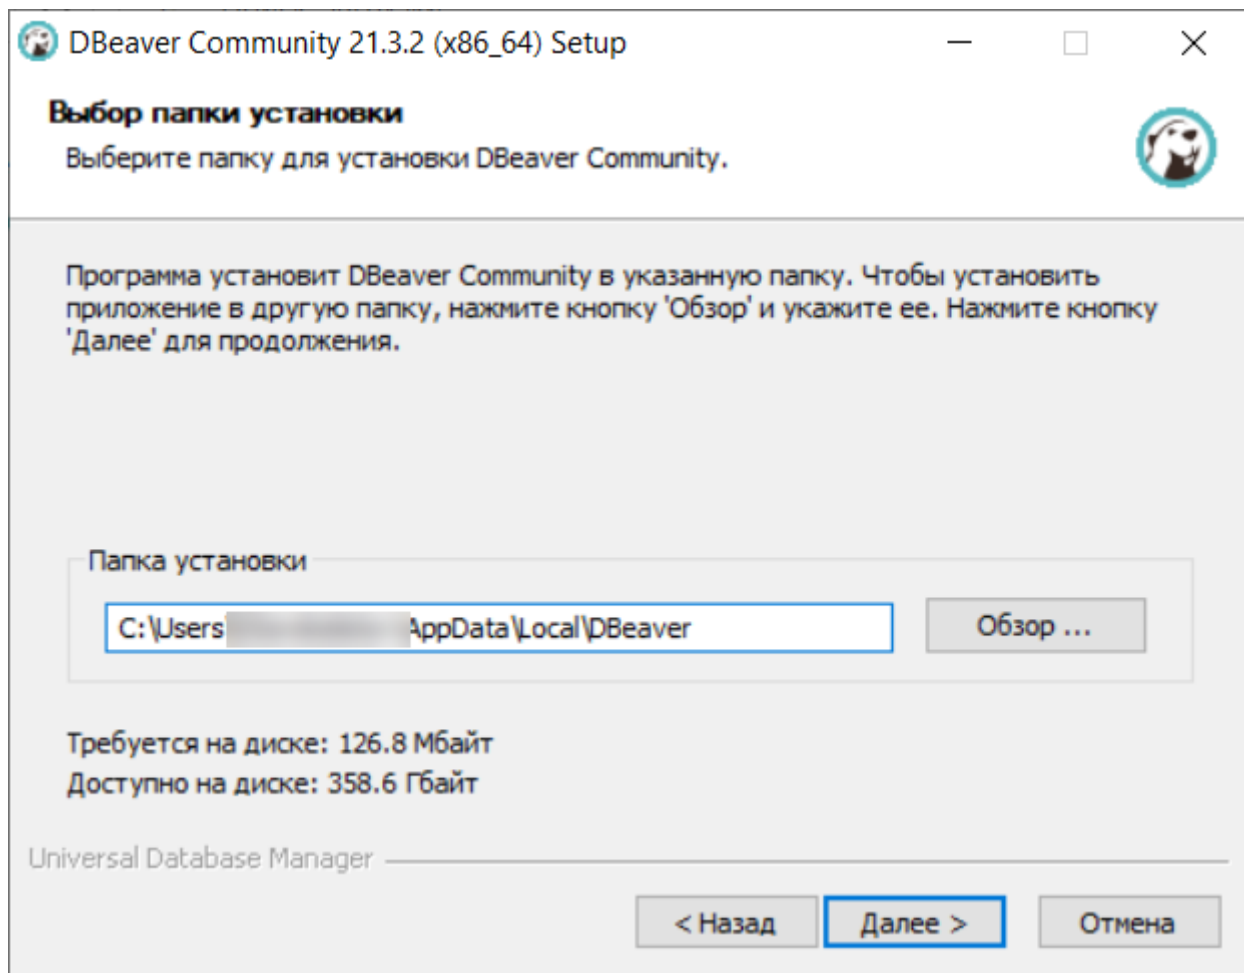 DBeaver Community 21.3.2 (x86_64) Setup
Выбор папки установки
Выберите папку для установки DBeaver Community.
Программа установит DBeaver Community в указанную папку. Чтобы установить
приложение в другую папку, нажмите кнопку 'Обзор' и укажите ее. Нажмите кнопку
'Далее' для продолжения.
Папка установки
C:\Users AppData\Local\DBeaver
Обзор ...
Требуется на диске: 126.8 Мбайт
Доступно на диске: 358.6 Гбайт
Universal Database Manager
< Назад
Далее >
Отмена